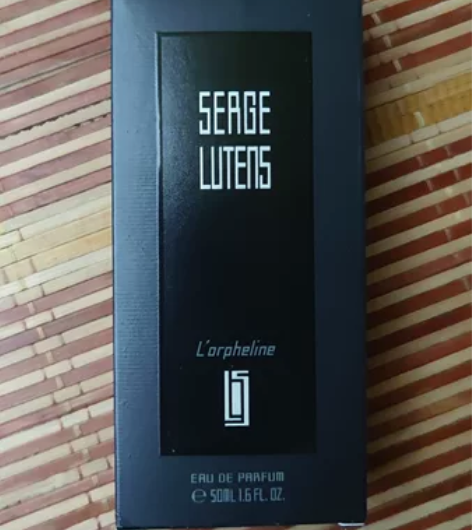 SERGE
LUTENS
L'orpheline
EAU DE PARFUM
℮ 50ML 1.6 FL. OZ.